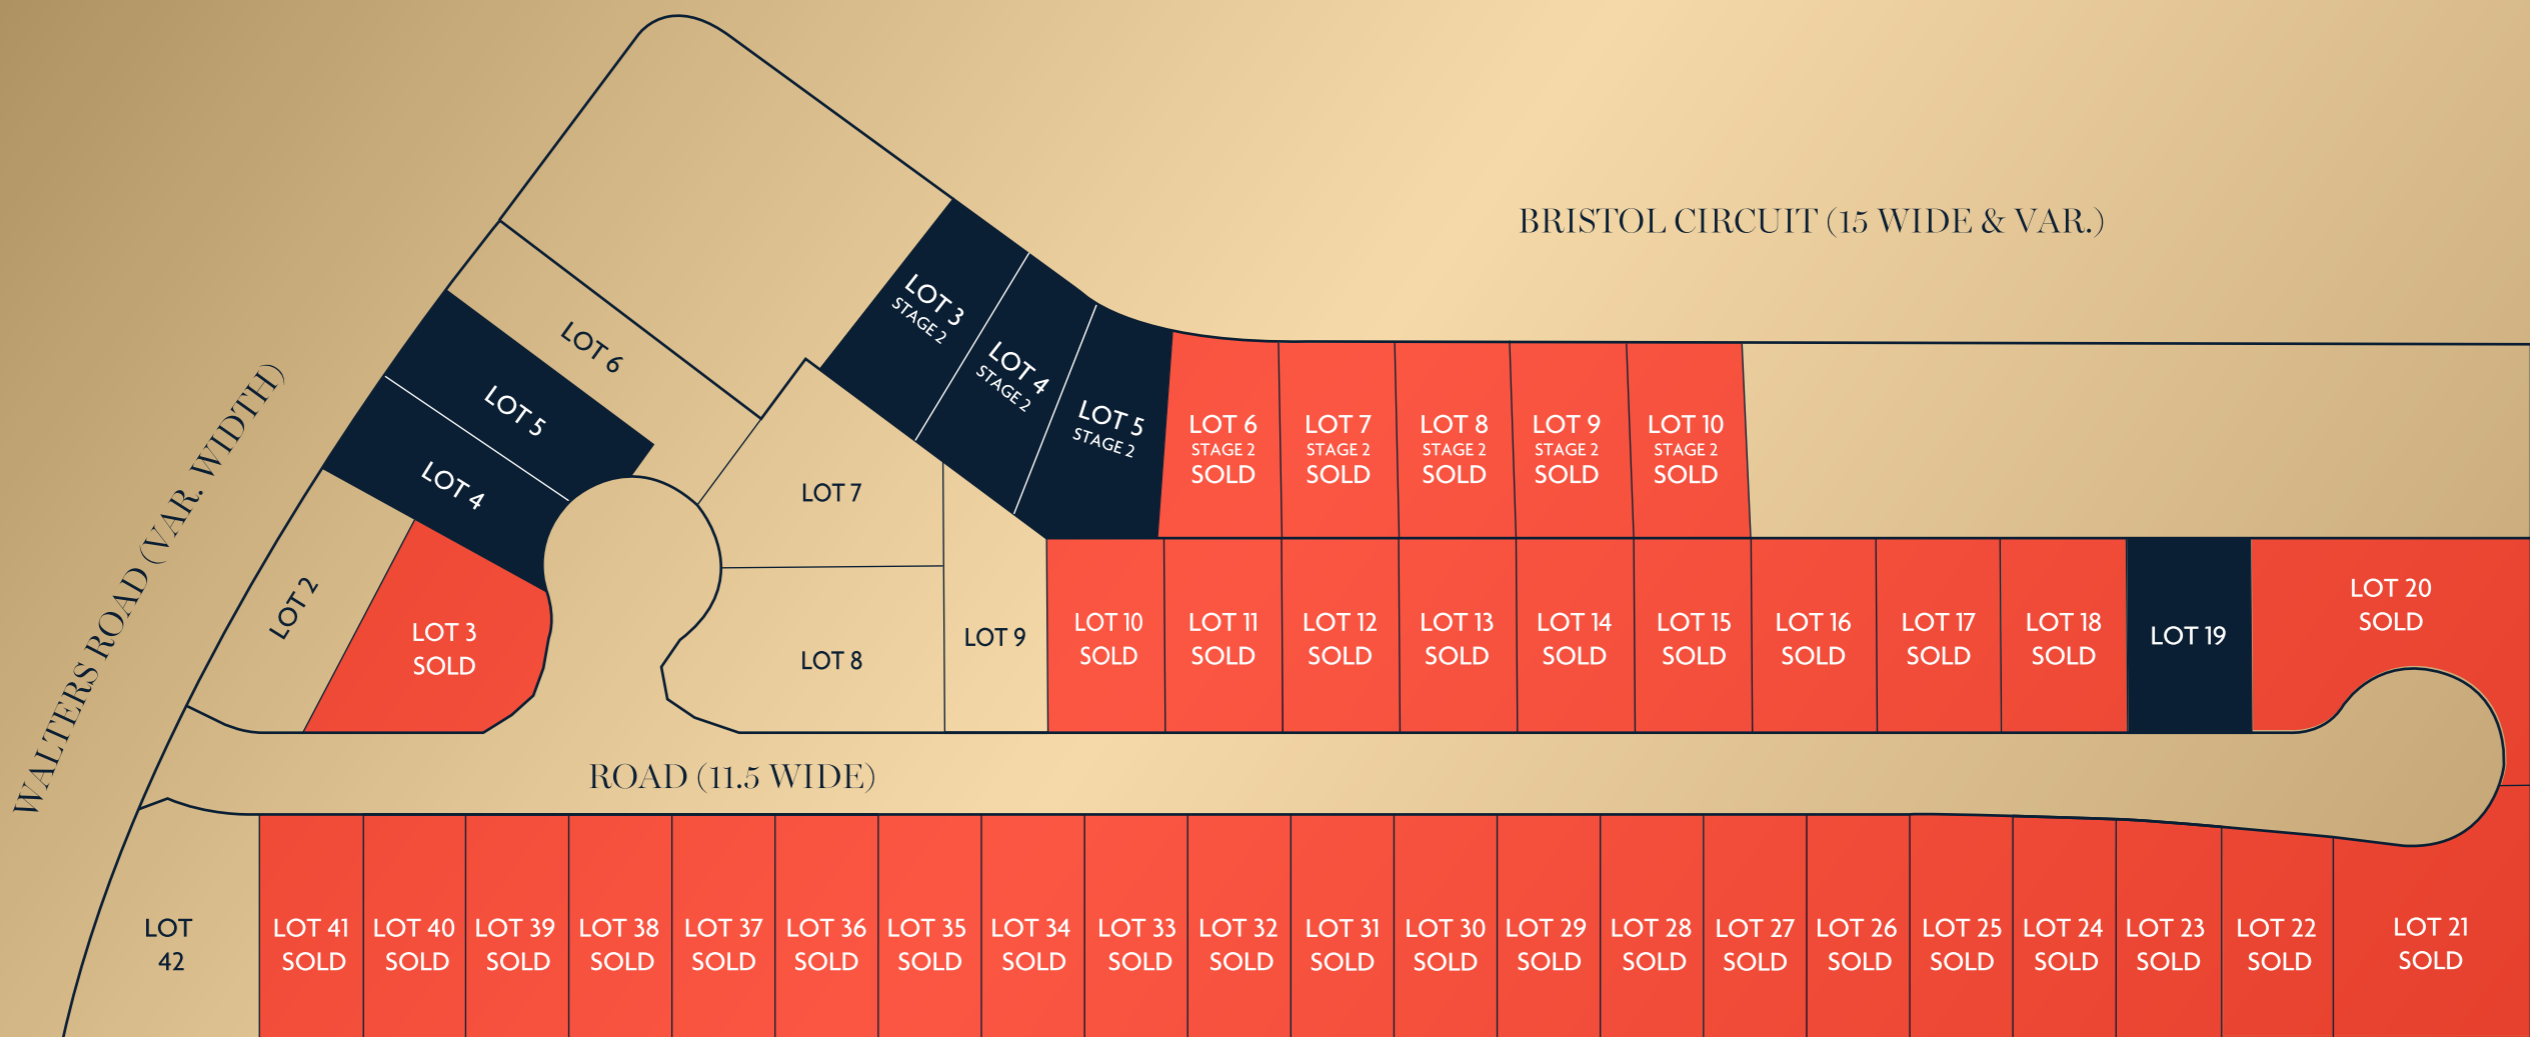 BRISTOL CIRCUIT (15 WIDE & VAR.)
WALTERS ROAD (VAR. WIDTH)
LOT 6
LOT 5
LOT 4
LOT 2
LOT 3
SOLD
LOT 3
STAGE 2
LOT 4
STAGE 2
LOT 5
STAGE 2
LOT 6
STAGE 2
SOLD
LOT 7
STAGE 2
SOLD
LOT 8
STAGE 2
SOLD
LOT 9
STAGE 2
SOLD
LOT 10
STAGE 2
SOLD
LOT 7
LOT 8
LOT 9
LOT 10
SOLD
LOT 11
SOLD
LOT 12
SOLD
LOT 13
SOLD
LOT 14
SOLD
LOT 15
SOLD
LOT 16
SOLD
LOT 17
SOLD
LOT 18
SOLD
LOT 19
LOT 20
SOLD
ROAD (11.5 WIDE)
LOT
42
LOT 41
SOLD
LOT 40
SOLD
LOT 39
SOLD
LOT 38
SOLD
LOT 37
SOLD
LOT 36
SOLD
LOT 35
SOLD
LOT 34
SOLD
LOT 33
SOLD
LOT 32
SOLD
LOT 31
SOLD
LOT 30
SOLD
LOT 29
SOLD
LOT 28
SOLD
LOT 27
SOLD
LOT 26
SOLD
LOT 25
SOLD
LOT 24
SOLD
LOT 23
SOLD
LOT 22
SOLD
LOT 21
SOLD